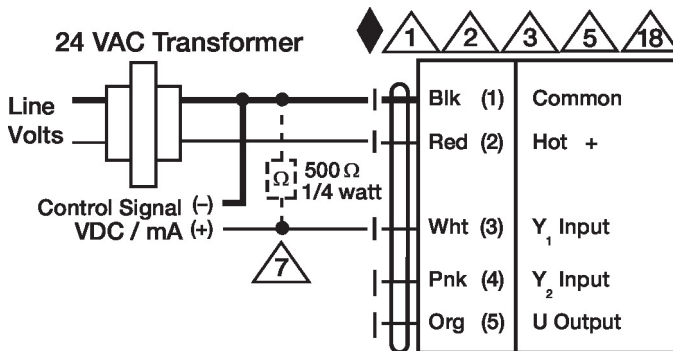 24 VAC Transformer
1 2 3 5 18
Line
Volts
Blk (1) Common
Red (2) Hot +
Ω 500 Ω
1/4 watt
Control Signal (–)
VDC / mA (+)
7
Wht (3) Y1 Input
Pnk (4) Y2 Input
Org (5) U Output